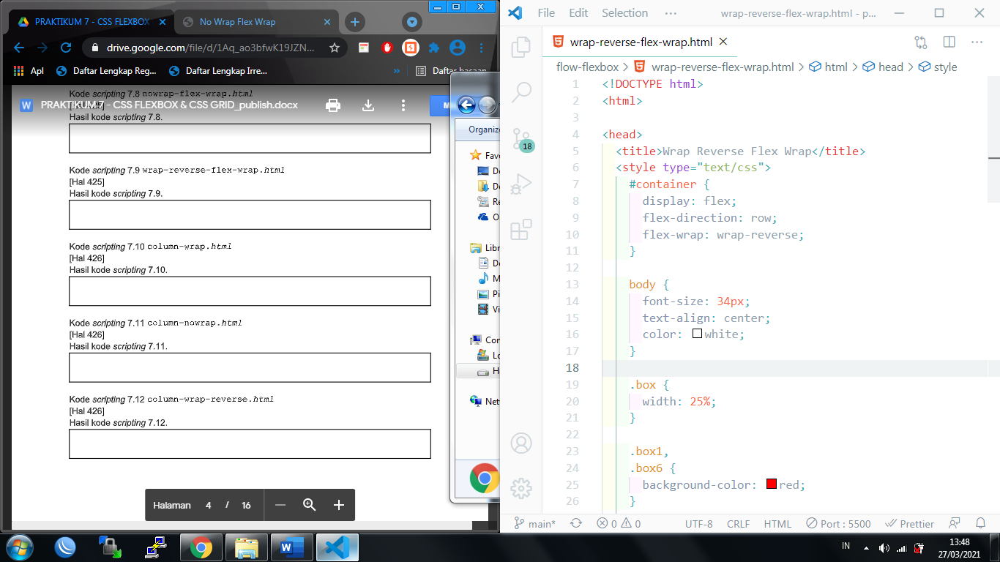 PRAKTIKUM 7 - CSS FLEXBOX
No Wrap Flex Wrap
drive.google.com/file/d/1Aq_ao3bfwK19JZN...
Apl
Daftar Lengkap Reg...
Daftar Lengkap Irre...
»
Daftar bacaan
Kode scripting 7.8 nowrap-flex-wrap.html
PRAKTIKUM 7 - CSS FLEXBOX & CSS GRID_publish.docx
Hasil kode scripting 7.8.
Kode scripting 7.9 wrap-reverse-flex-wrap.html
[Hal 425]
Hasil kode scripting 7.9.
Kode scripting 7.10 column-wrap.html
[Hal 426]
Hasil kode scripting 7.10.
Kode scripting 7.11 column-nowrap.html
[Hal 426]
Hasil kode scripting 7.11.
Kode scripting 7.12 column-wrap-reverse.html
[Hal 426]
Hasil kode scripting 7.12.
Halaman 4 / 16
Organiz
Fav
De
Do
Re
O
Libr
Do
M
Pi
Vi
Con
Lo
H
Netv
File Edit Selection ···
wrap-reverse-flex-wrap.html - p...
wrap-reverse-flex-wrap.html
flow-flexbox > wrap-reverse-flex-wrap.html > html > head > style
18
1 <!DOCTYPE html>
2 <html>
3
4 <head>
5 <title>Wrap Reverse Flex Wrap</title>
6 <style type="text/css">
7 #container {
8 display: flex;
9 flex-direction: row;
10 flex-wrap: wrap-reverse;
11 }
12
13 body {
14 font-size: 34px;
15 text-align: center;
16 color: white;
17 }
18
19 .box {
20 width: 25%;
21 }
22
23 .box1,
24 .box6 {
25 background-color: red;
26 }
main* 0 0 UTF-8 CRLF HTML Port : 5500 Prettier
IN
13:48
27/03/2021